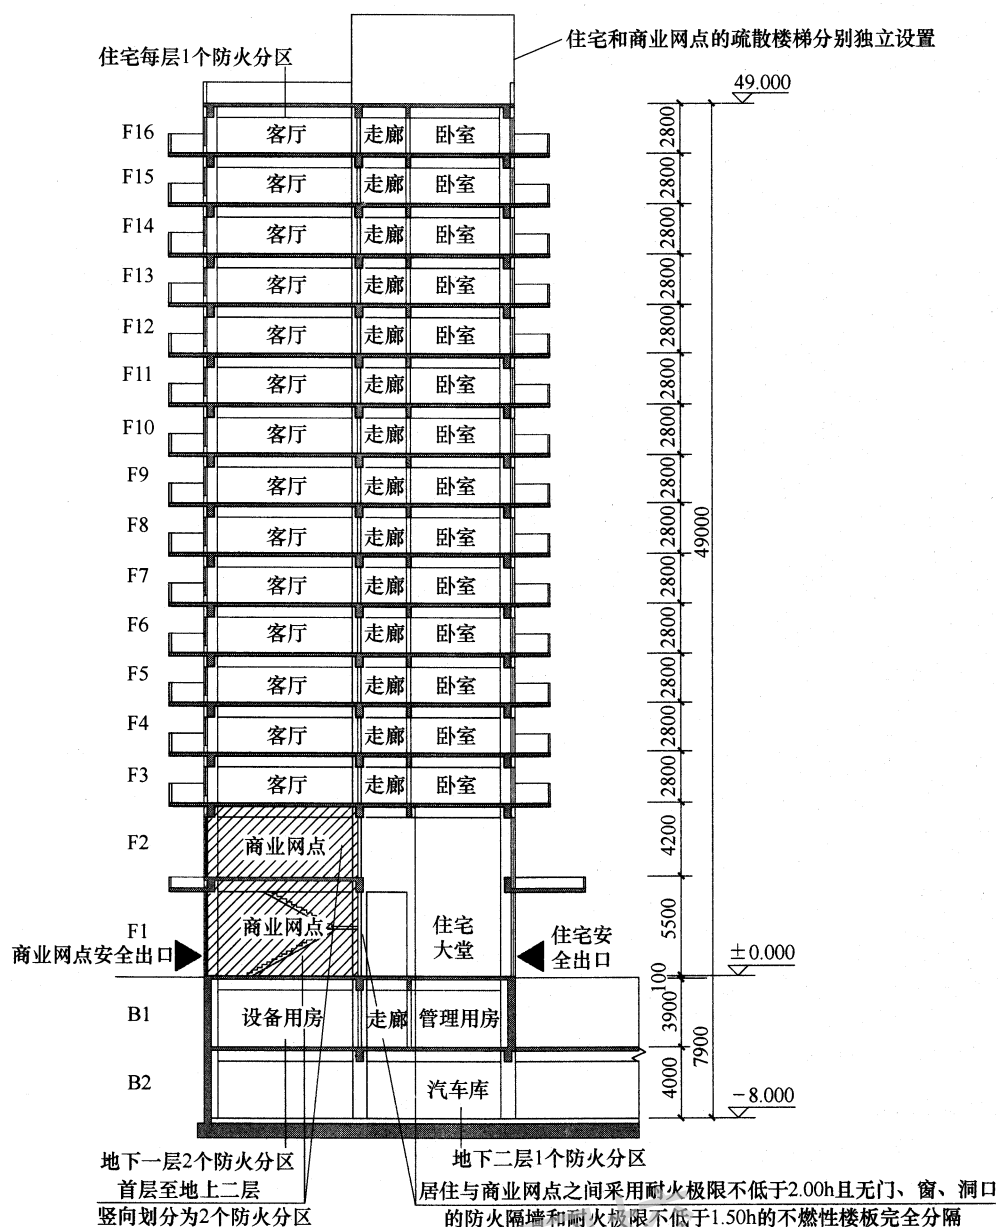 住宅每层1个防火分区
住宅和商业网点的疏散楼梯分别独立设置
49.000
F16 客厅 走廊 卧室 2800
F15 客厅 走廊 卧室 2800
F14 客厅 走廊 卧室 2800
F13 客厅 走廊 卧室 2800
F12 客厅 走廊 卧室 2800
F11 客厅 走廊 卧室 2800
F10 客厅 走廊 卧室 2800
F9 客厅 走廊 卧室 2800
F8 客厅 走廊 卧室 2800
49000
F7 客厅 走廊 卧室 2800
F6 客厅 走廊 卧室 2800
F5 客厅 走廊 卧室 2800
F4 客厅 走廊 卧室 2800
F3 客厅 走廊 卧室 2800
F2 商业网点 4200
F1 商业网点 住宅 5500
大堂
商业网点安全出口
住宅安
全出口
±0.000
100
B1 设备用房 走廊 管理用房 3900
7900
B2 汽车库 4000
-8.000
地下一层2个防火分区
地下二层1个防火分区
首层至地上二层
竖向划分为2个防火分区
居住与商业网点之间采用耐火极限不低于2.00h且无门、窗、洞口
的防火隔墙和耐火极限不低于1.50h的不燃性楼板完全分隔